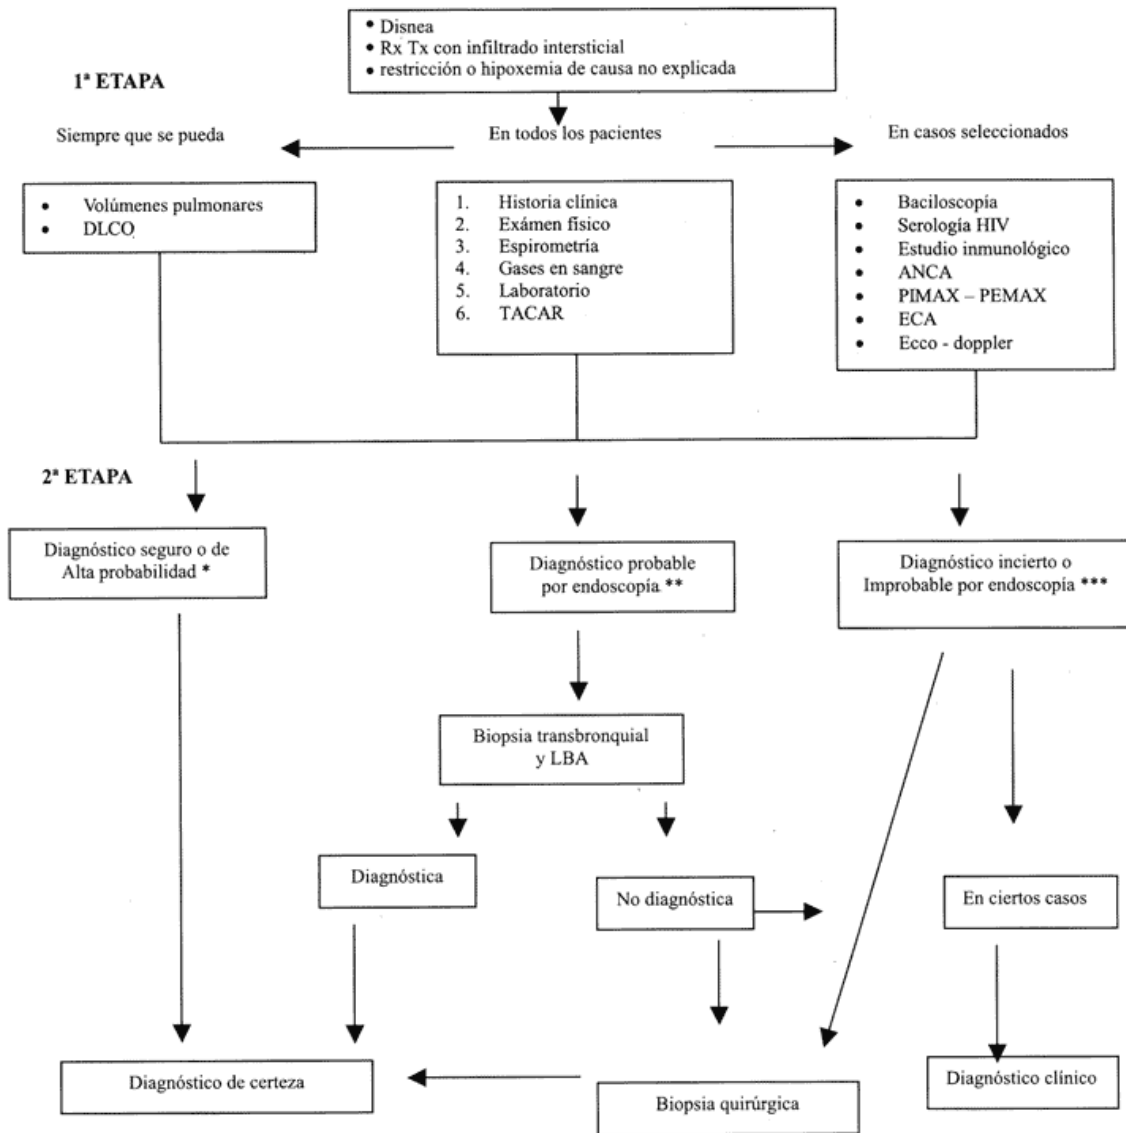 • Disnea
• Rx Tx con infiltrado intersticial
• restricción o hipoxemia de causa no explicada
1ª ETAPA
Siempre que se pueda
En todos los pacientes
En casos seleccionados
• Volúmenes pulmonares
• DLCO
1. Historia clínica
2. Exámen físico
3. Espirometría
4. Gases en sangre
5. Laboratorio
6. TACAR
• Baciloscopía
• Serología HIV
• Estudio inmunológico
• ANCA
• PIMAX – PEMAX
• ECA
• Ecco - doppler
2ª ETAPA
Diagnóstico seguro o de
Alta probabilidad *
Diagnóstico probable
por endoscopía **
Diagnóstico incierto o
Improbable por endoscopía ***
Biopsia transbronquial
y LBA
Diagnóstica
No diagnóstica
En ciertos casos
Diagnóstico de certeza
Biopsia quirúrgica
Diagnóstico clínico